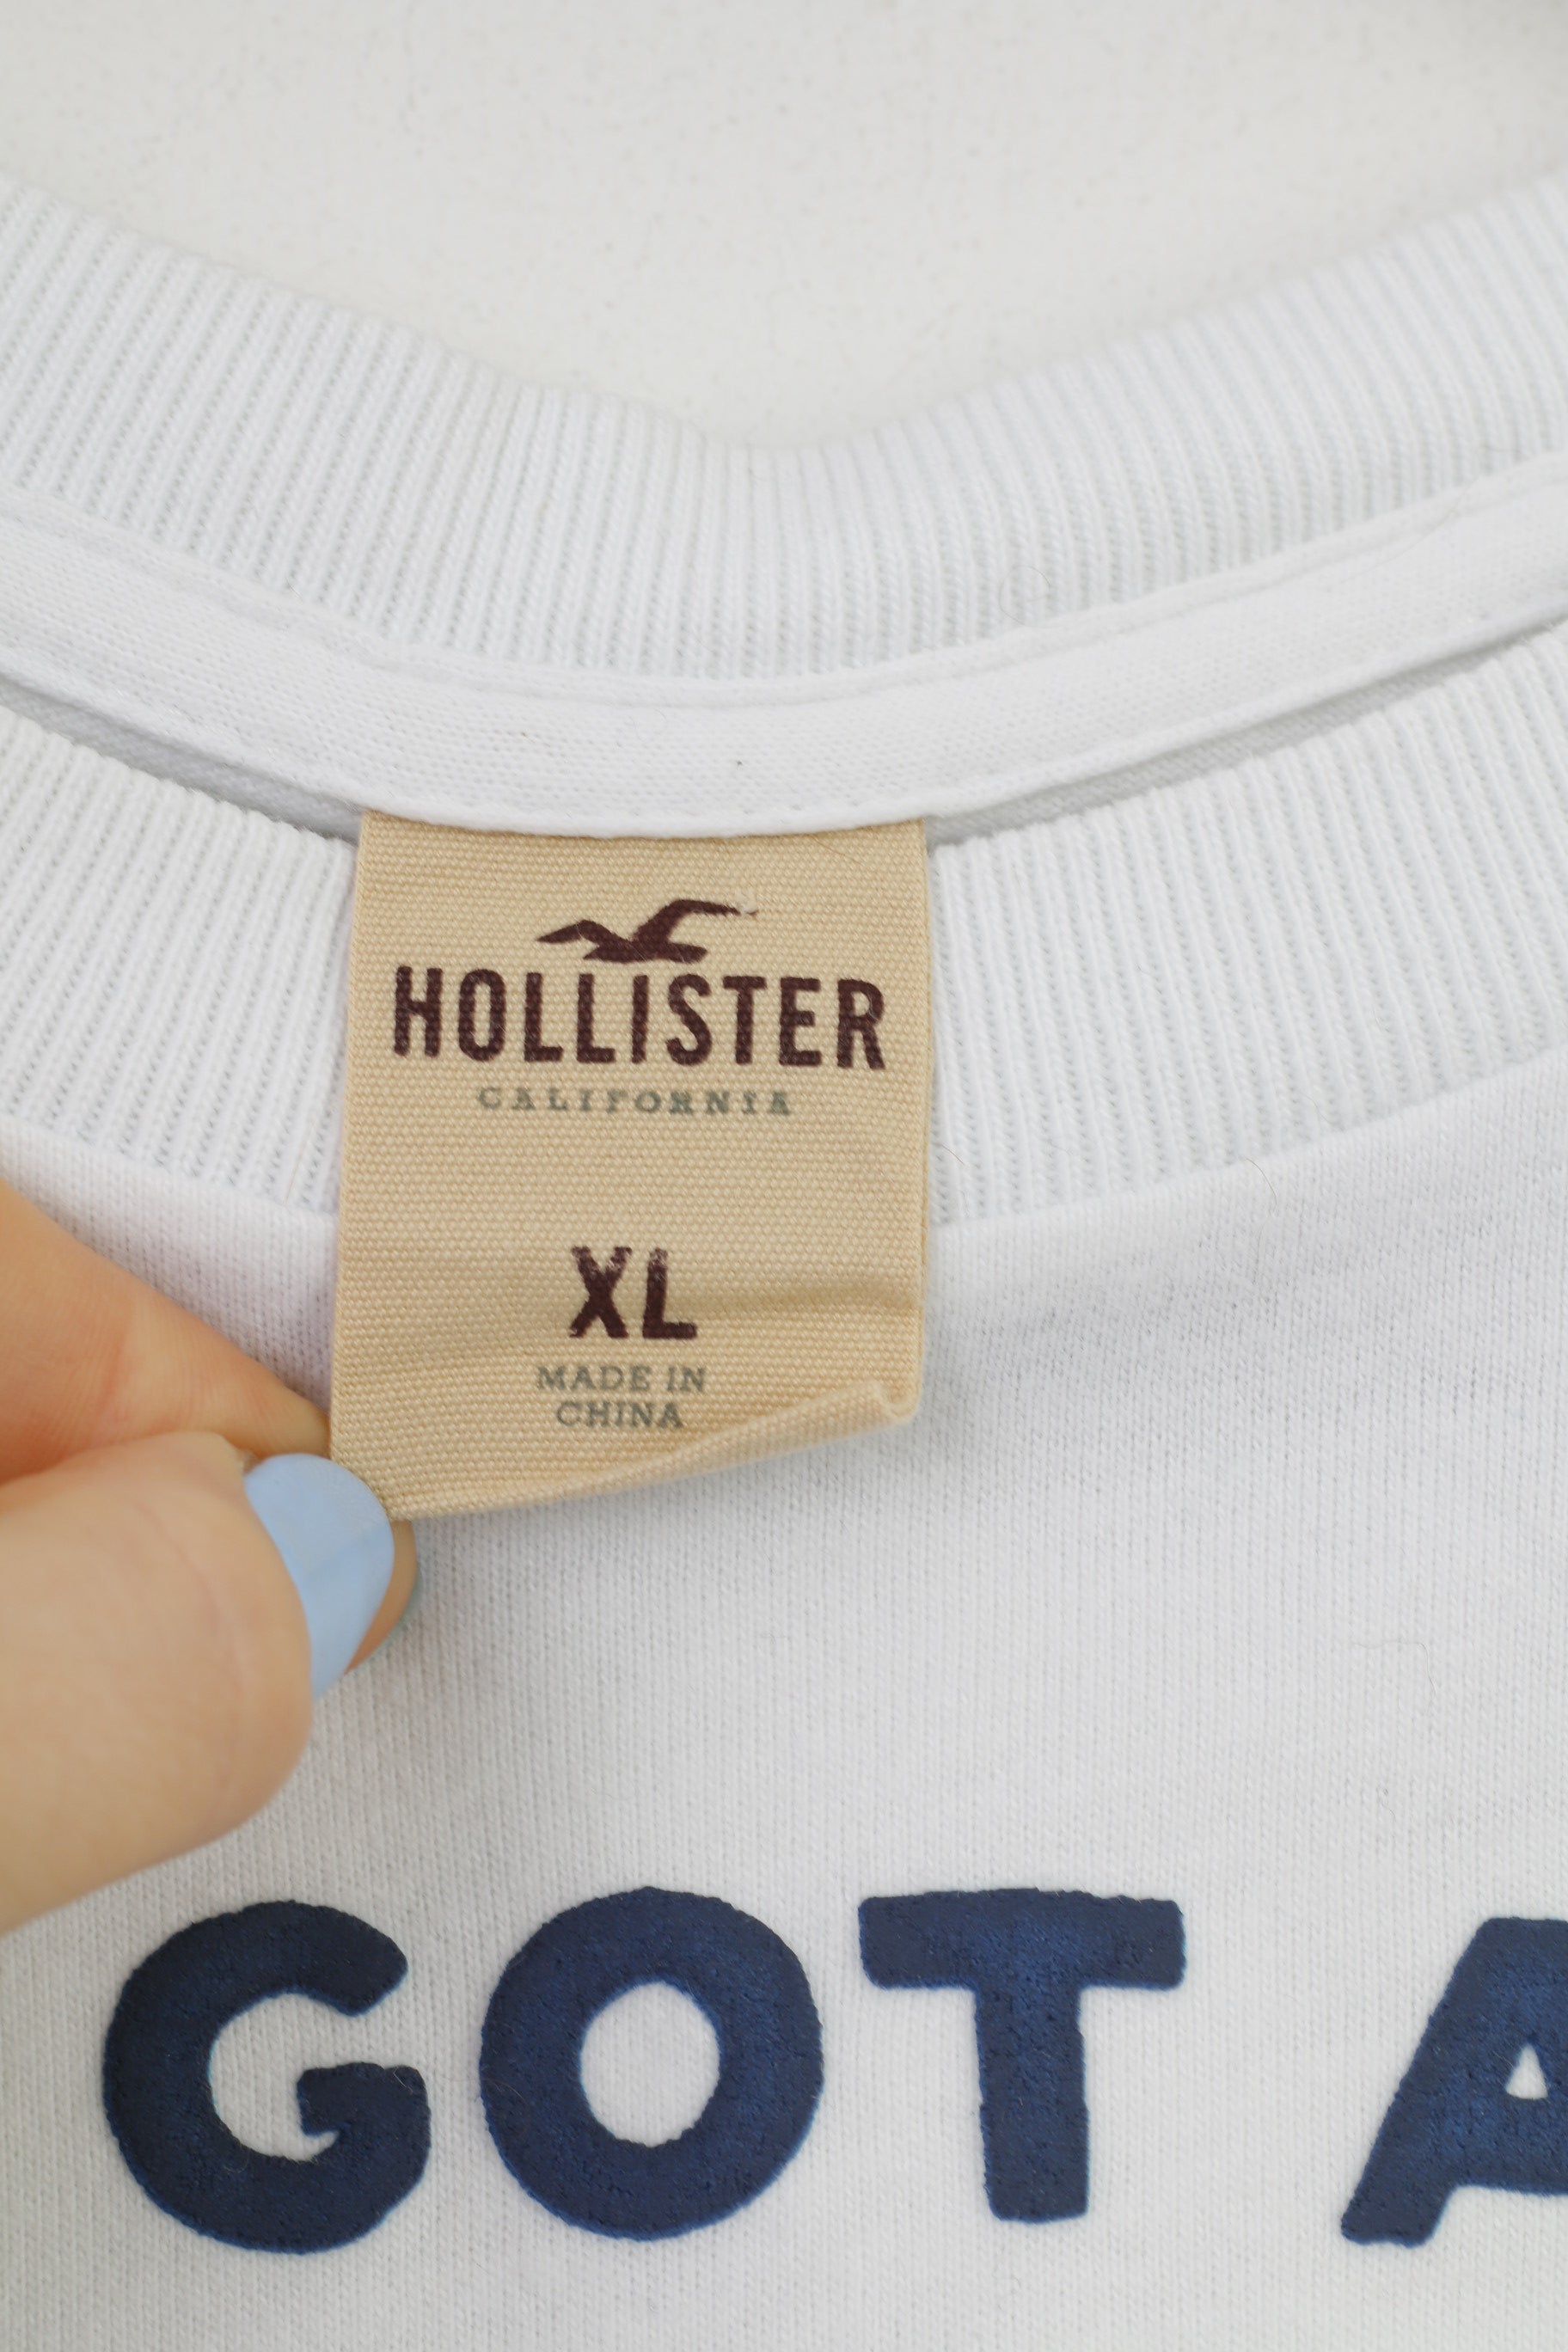 HOLLISTER
CALIFORNIA
XL
MADE IN
CHINA
GOT A